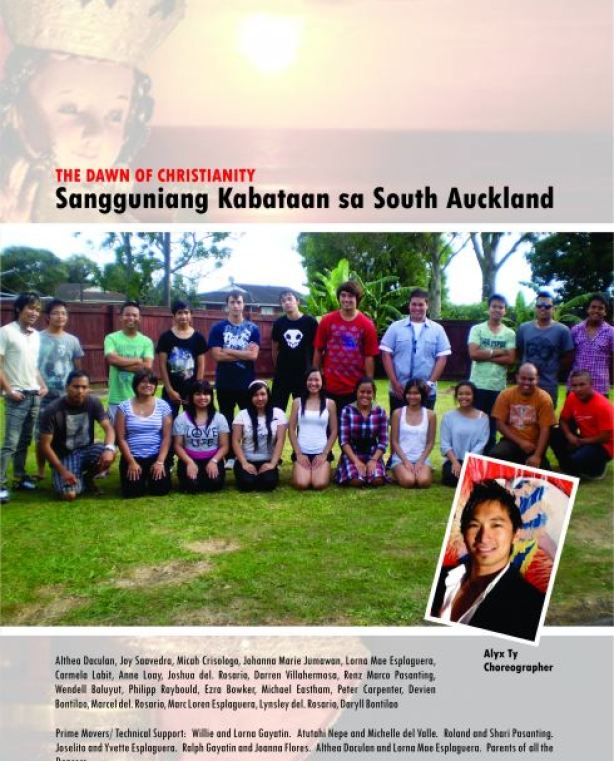 THE DAWN OF CHRISTIANITY
Sangguniang Kabataan sa South Auckland
LOVE
Alyx Ty
Choreographer
Althea Daculan, Jay Saavedra, Micah Crisologo, Johanna Marie Jumawan, Lorna Mae Esplaguera,
Carmela Labit, Anne Loay, Joshua del. Rosario, Darren Villahermosa, Renz Marco Pasanting,
Wendell Baluyut, Philipp Raybould, Ezra Bowker, Michael Eastham, Peter Carpenter, Devien
Bontilao, Marcel del. Rosario, Marc Loren Esplaguera, Lynsley del. Rosario, Daryll Bontilao
Prime Movers/ Technical Support: Willie and Lorna Gayatin. Atutahi Nepe and Michelle del Valle. Roland and Shari Pasanting.
Joselito and Yvette Esplaguera. Ralph Gayatin and Joanna Flores. Althea Daculan and Lorna Mae Esplaguera. Parents of all the